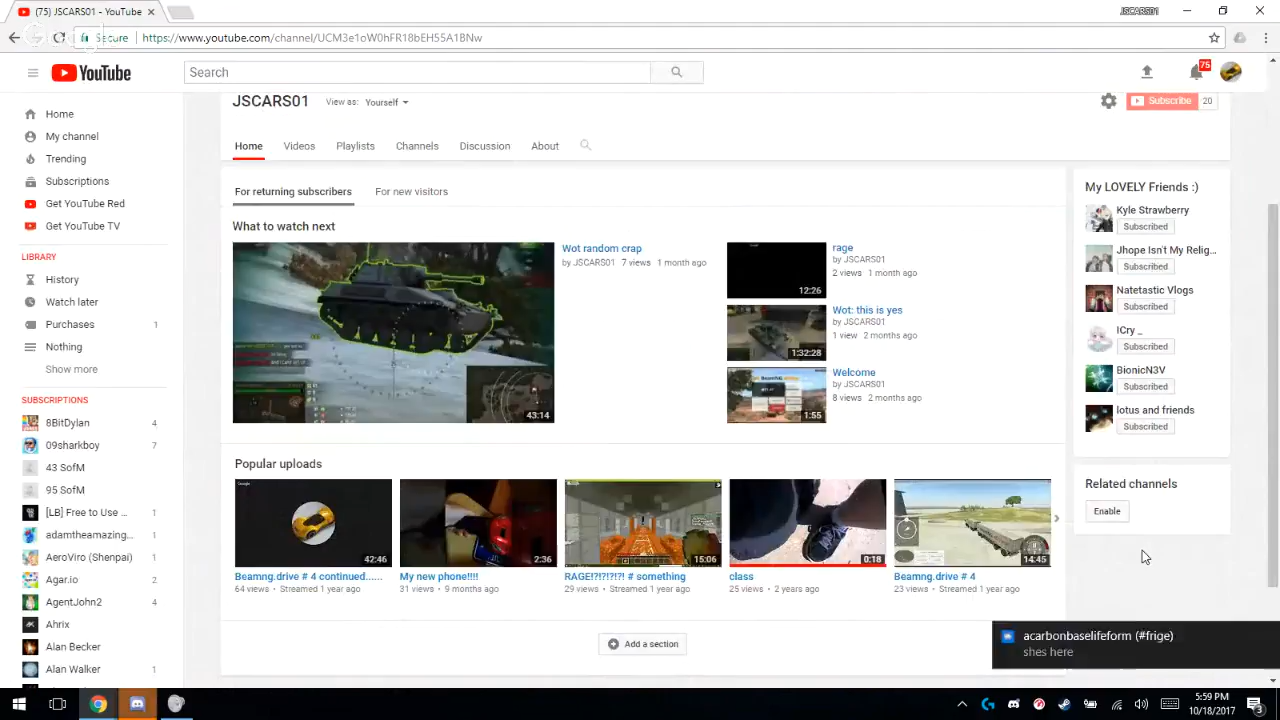 (75) JSCARS01 - YouTube
JSCARS01
Secure
https://www.youtube.com/channel/UCM3e1oW0hFR18bEH55A1BNw
YouTube
Search
75
JSCARS01
View as: Yourself
Subscribe 20
Home
My channel
Trending
Subscriptions
Get YouTube Red
Get YouTube TV
LIBRARY
History
Watch later
Purchases 1
Nothing
Show more
SUBSCRIPTIONS
8BitDylan 4
09sharkboy 7
43 SofM
95 SofM
[LB] Free to Use ... 1
adamtheamazing... 1
AeroViro (Shenpai) 1
Agar.io 2
AgentJohn2 4
Ahrix
Alan Becker
Alan Walker 1
Home Videos Playlists Channels Discussion About
For returning subscribers For new visitors
What to watch next
43:14
Wot random crap
by JSCARS01 7 views 1 month ago
12:26
rage
by JSCARS01
2 views 1 month ago
1:32:28
Wot: this is yes
by JSCARS01
1 view 2 months ago
1:55
Welcome
by JSCARS01
8 views 2 months ago
Popular uploads
42:46
Beamng.drive # 4 continued......
64 views • Streamed 1 year ago
2:36
My new phone!!!!
31 views • 9 months ago
15:06
RAGE!?!?!?!?! # something
29 views • Streamed 1 year ago
0:18
class
25 views • 2 years ago
14:45
Beamng.drive # 4
23 views • Streamed 1 year ago
Add a section
My LOVELY Friends :)
Kyle Strawberry
Subscribed
Jhope Isn't My Relig...
Subscribed
Natetastic Vlogs
Subscribed
ICry _
Subscribed
BionicN3V
Subscribed
lotus and friends
Subscribed
Related channels
Enable
acarbonbaselifeform (#frige)
shes here
5:59 PM
10/18/2017
3